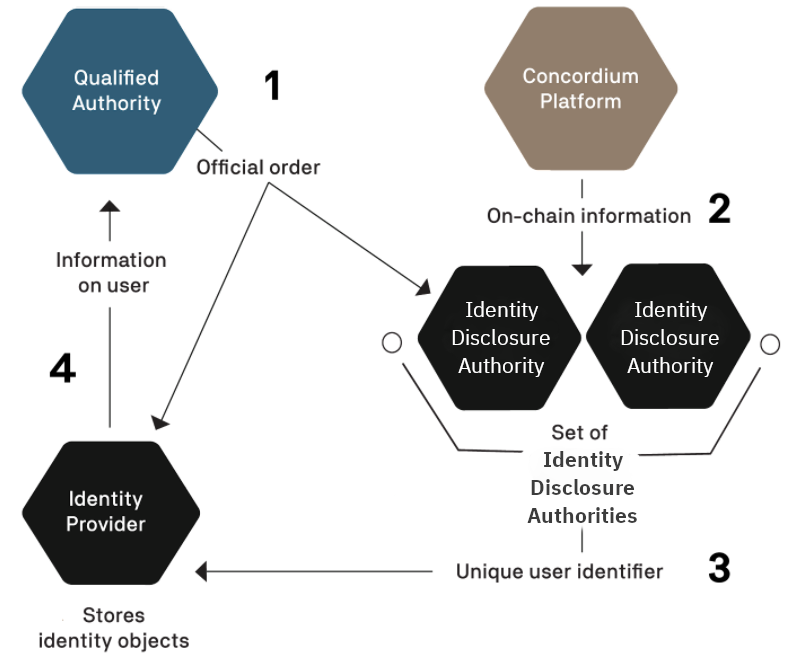 Qualified
Authority
1
Concordium
Platform
Official order
On-chain information
2
Information
on user
Identity
Disclosure
Authority
Identity
Disclosure
Authority
4
Set of
Identity
Disclosure
Authorities
Identity
Provider
Unique user identifier
3
Stores
identity objects